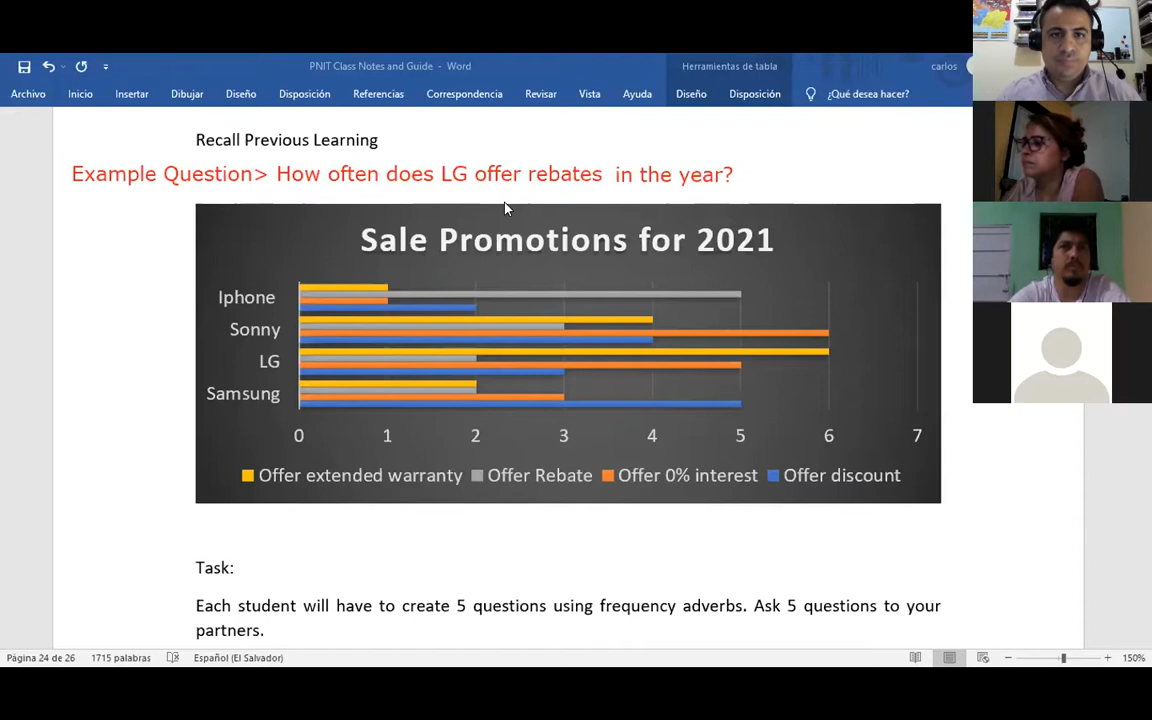 PNIT Class Notes and Guide - Word
Herramientas de tabla
carlos
Archivo Inicio Insertar Dibujar Diseño Disposición Referencias Correspondencia Revisar Vista Ayuda Diseño Disposición ¿Qué desea hacer?
Recall Previous Learning
Example Question> How often does LG offer rebates in the year?
Sale Promotions for 2021
Iphone
Sonny
LG
Samsung
0 1 2 3 4 5 6 7
Offer extended warranty Offer Rebate Offer 0% interest Offer discount
Task:
Each student will have to create 5 questions using frequency adverbs. Ask 5 questions to your
partners.
Página 24 de 26 1715 palabras Español (El Salvador) 150%